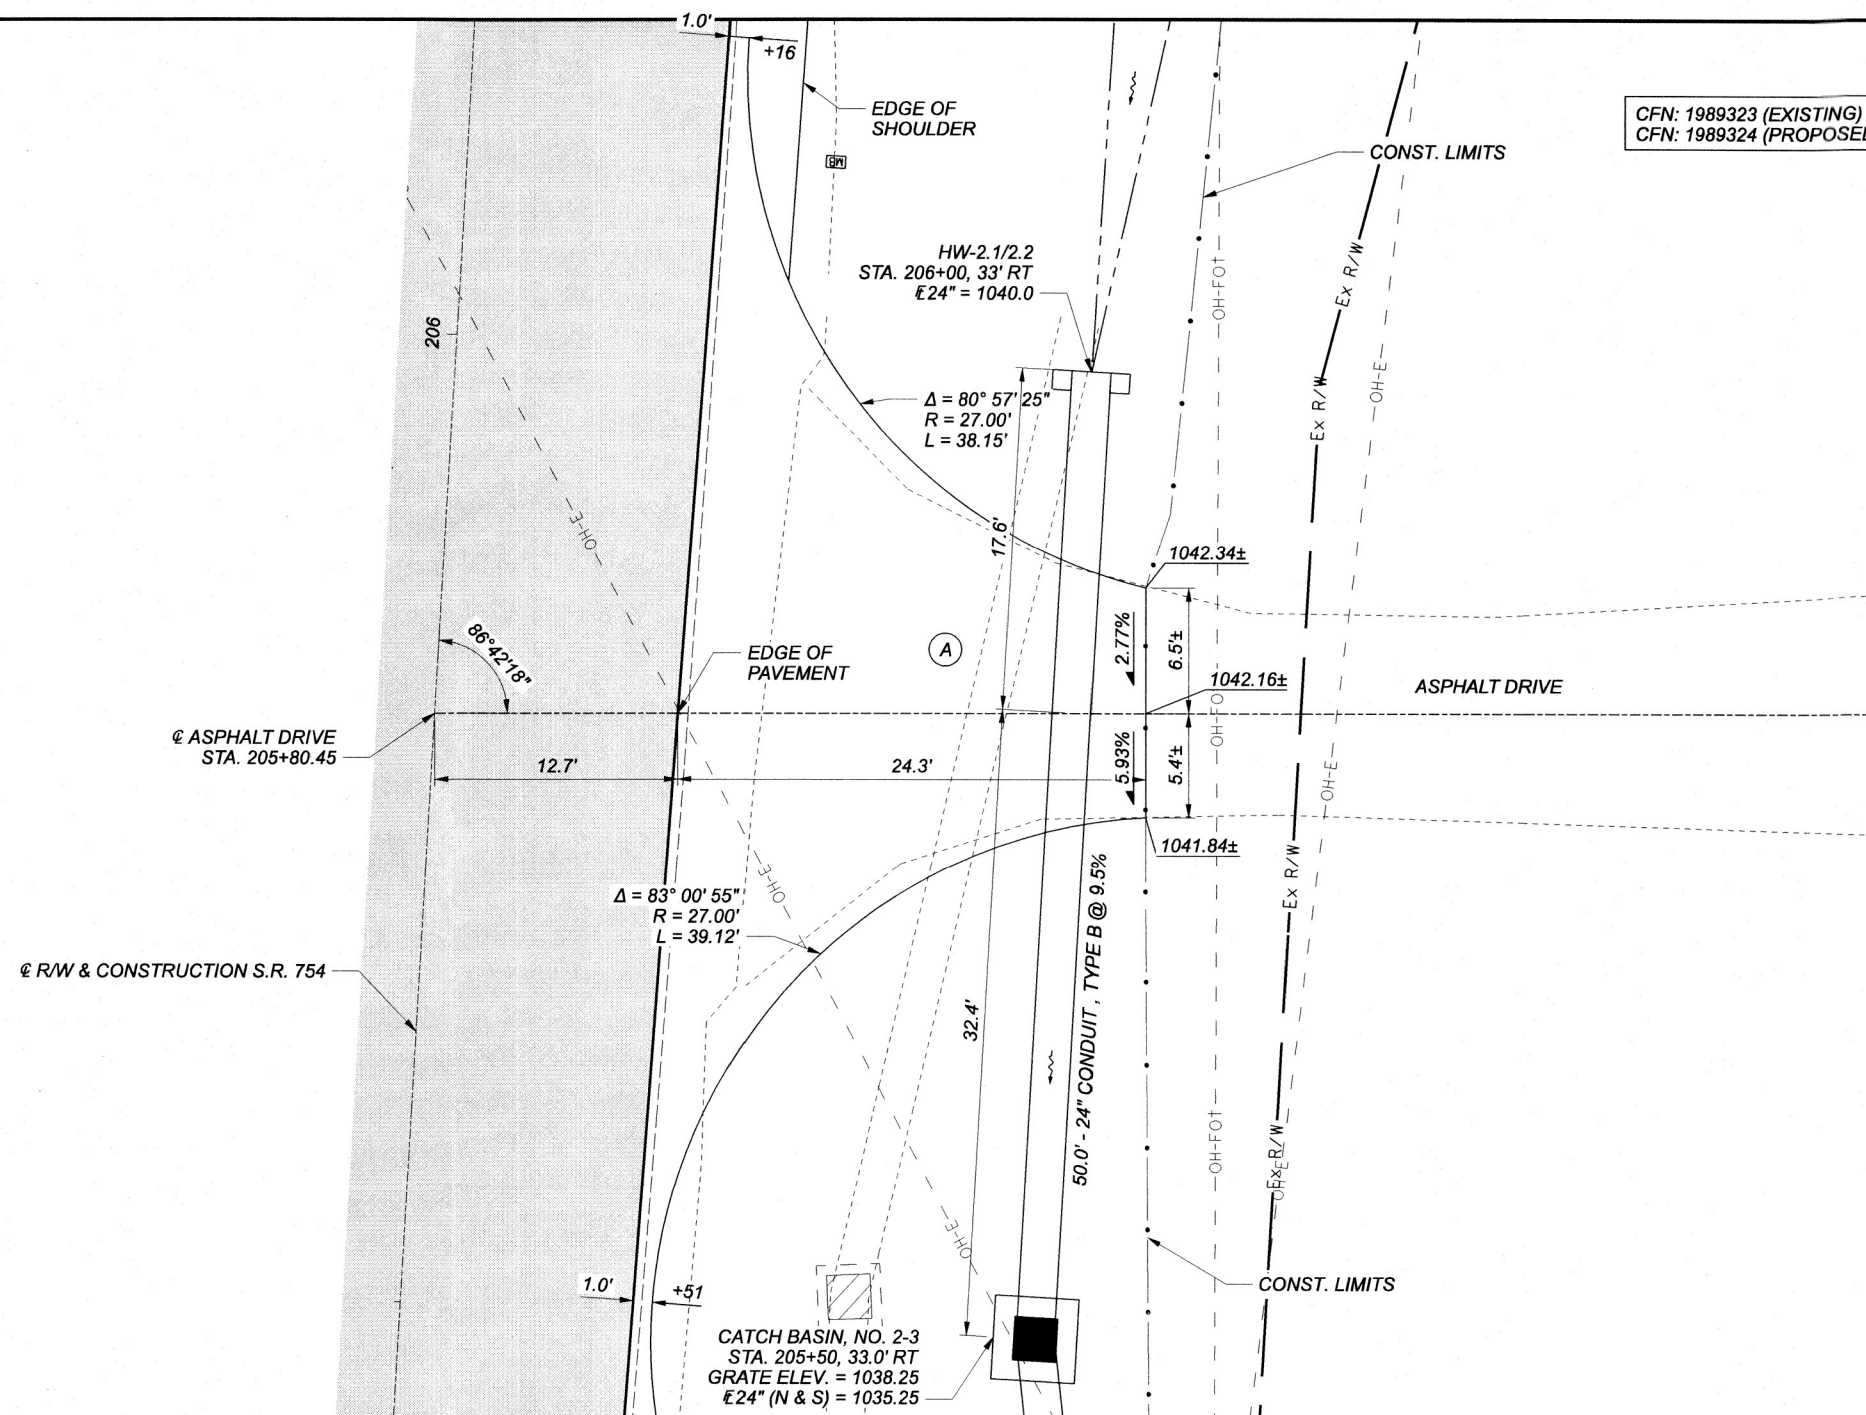 1.0'
+16
EDGE OF
SHOULDER
MB
CFN: 1989323 (EXISTING)
CONST. LIMITS
HW-2.1/2.2
STA. 206+00, 33' RT
℄24" = 1040.0
OH-FOT
Ex R/W
206
Δ = 80° 57' 25"
R = 27.00'
L = 38.15'
OH-E
Ex R/W
OH-E
17.6'
1042.34±
86°42'18"
EDGE OF
PAVEMENT
A
2.77%
6.5'±
1042.16±
ASPHALT DRIVE
℄ ASPHALT DRIVE
STA. 205+80.45
12.7'
24.3'
5.93%
5.4'±
OH-FO
OH-E
1041.84±
OH-E
Δ = 83° 00' 55"
R = 27.00'
L = 39.12'
Ex R/W
℄ R/W & CONSTRUCTION S.R. 754
32.4'
50.0' - 24" CONDUIT , TYPE B @ 9.5%
OH-FOT
Ex R/W
OH-E
OH-E
1.0'
+51
CONST. LIMITS
CATCH BASIN, NO. 2-3
STA. 205+50, 33.0' RT
GRATE ELEV. = 1038.25
℄24" (N & S) = 1035.25